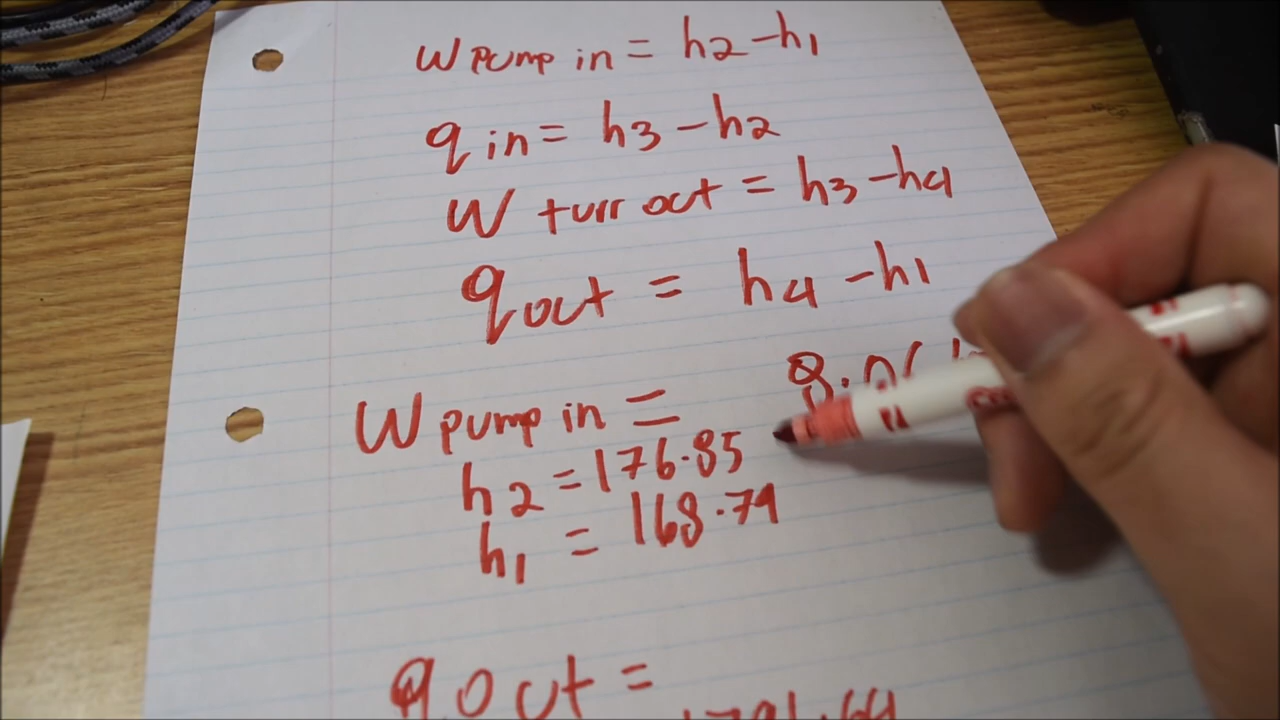 W pump in = h2 - h1
q in = h3 - h2
W turr out = h3 - h4
q out = h4 - h1
W pump in =
h2 = 176.85
h1 = 168.79
q out =